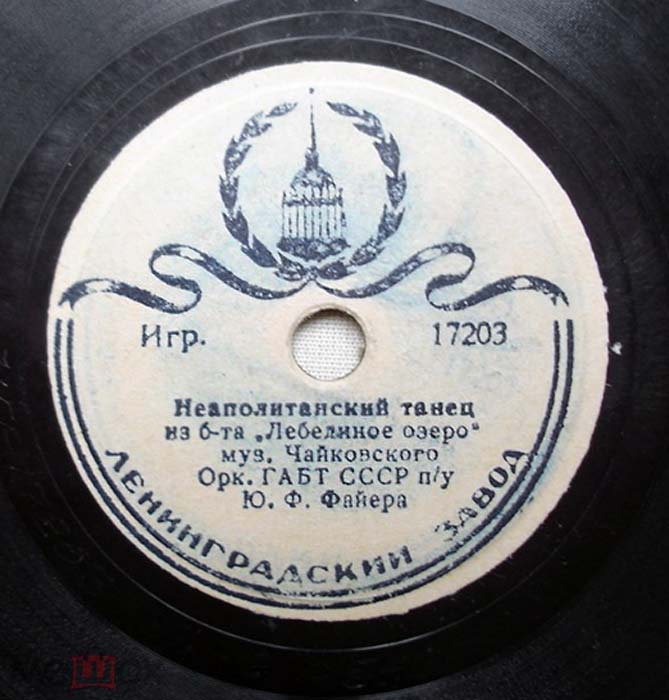 Игр. 17203
Неаполитанский танец
из б-та „Лебединое озеро“
муз. Чайковского
Орк. ГАБТ СССР п/у
Ю. Ф. Файера
ЛЕНИНГРАДСКИЙ ЗАВОД